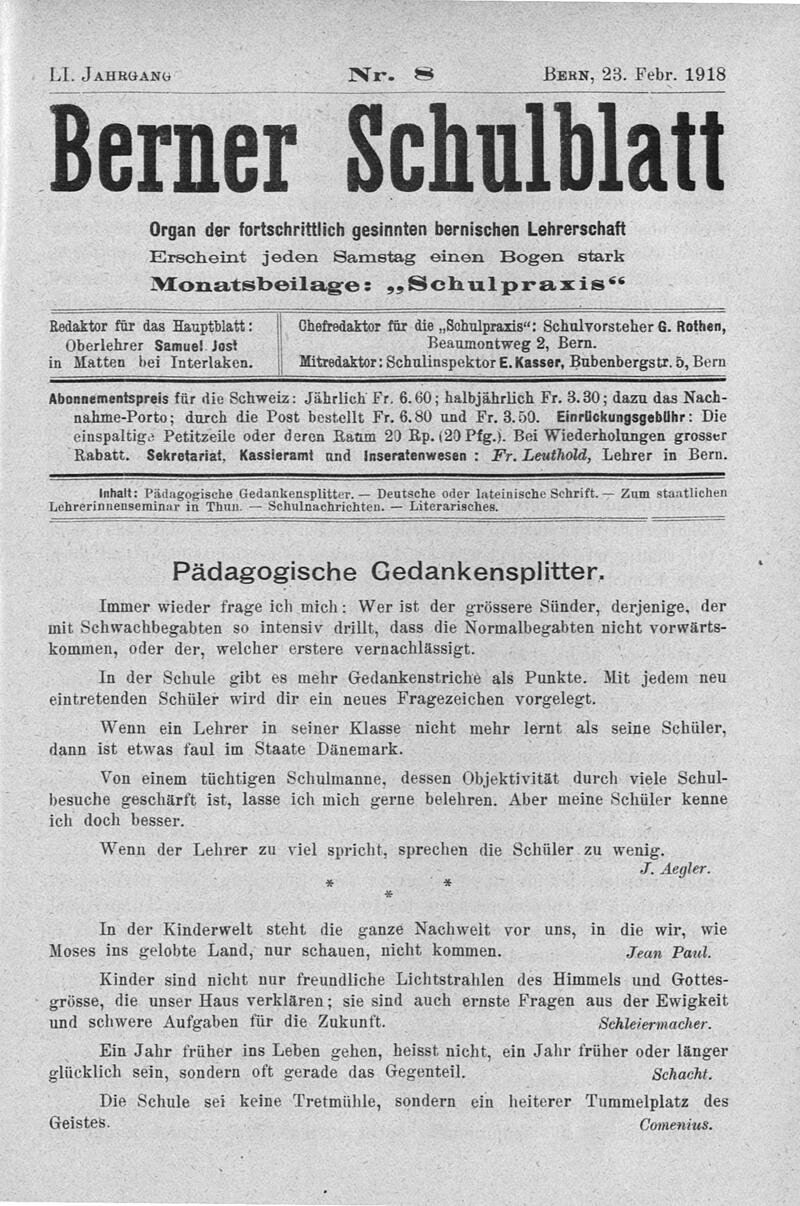 LI. JAHRGANG Nr. 8 BERN, 23. Febr. 1918
Berner Schulblatt
Organ der fortschrittlich gesinnten bernischen Lehrerschaft
Erscheint jeden Samstag einen Bogen stark
Monatsbeilage: „Schulpraxis“
Redaktor für das Hauptblatt:
Oberlehrer Samuel Jost
in Matten bei Interlaken.
Chefredaktor für die „Schulpraxis“: Schulvorsteher G. Rothen,
Beaumontweg 2, Bern.
Mitredaktor: Schulinspektor E. Kasser, Bubenbergstr. 5, Bern
Abonnementspreis für die Schweiz: Jährlich Fr. 6.60; halbjährlich Fr. 3.30; dazu das Nach-
nahme-Porto; durch die Post bestellt Fr. 6.80 und Fr. 3.50. Einrückungsgebühr: Die
einspaltige Petitzeile oder deren Raum 20 Rp. (20 Pfg.). Bei Wiederholungen grosser
Rabatt. Sekretariat, Kassieramt und Inseratenwesen: Fr. Leuthold, Lehrer in Bern.
Inhalt: Pädagogische Gedankensplitter. — Deutsche oder lateinische Schrift. — Zum staatlichen
Lehrerinnenseminar in Thun. — Schulnachrichten. — Literarisches.
Pädagogische Gedankensplitter.
Immer wieder frage ich mich: Wer ist der grössere Sünder, derjenige, der
mit Schwachbegabten so intensiv drillt, dass die Normalbegabten nicht vorwärts-
kommen, oder der, welcher erstere vernachlässigt.
In der Schule gibt es mehr Gedankenstriche als Punkte. Mit jedem neu
eintretenden Schüler wird dir ein neues Fragezeichen vorgelegt.
Wenn ein Lehrer in seiner Klasse nicht mehr lernt als seine Schüler,
dann ist etwas faul im Staate Dänemark.
Von einem tüchtigen Schulmanne, dessen Objektivität durch viele Schul-
besuche geschärft ist, lasse ich mich gerne belehren. Aber meine Schüler kenne
ich doch besser.
Wenn der Lehrer zu viel spricht, sprechen die Schüler zu wenig.
J. Aegler.
* *
*
In der Kinderwelt steht die ganze Nachwelt vor uns, in die wir, wie
Moses ins gelobte Land, nur schauen, nicht kommen. Jean Paul.
Kinder sind nicht nur freundliche Lichtstrahlen des Himmels und Gottes-
grösse, die unser Haus verklären; sie sind auch ernste Fragen aus der Ewigkeit
und schwere Aufgaben für die Zukunft. Schleiermacher.
Ein Jahr früher ins Leben gehen, heisst nicht, ein Jahr früher oder länger
glücklich sein, sondern oft gerade das Gegenteil. Schacht.
Die Schule sei keine Tretmühle, sondern ein heiterer Tummelplatz des
Geistes. Comenius.